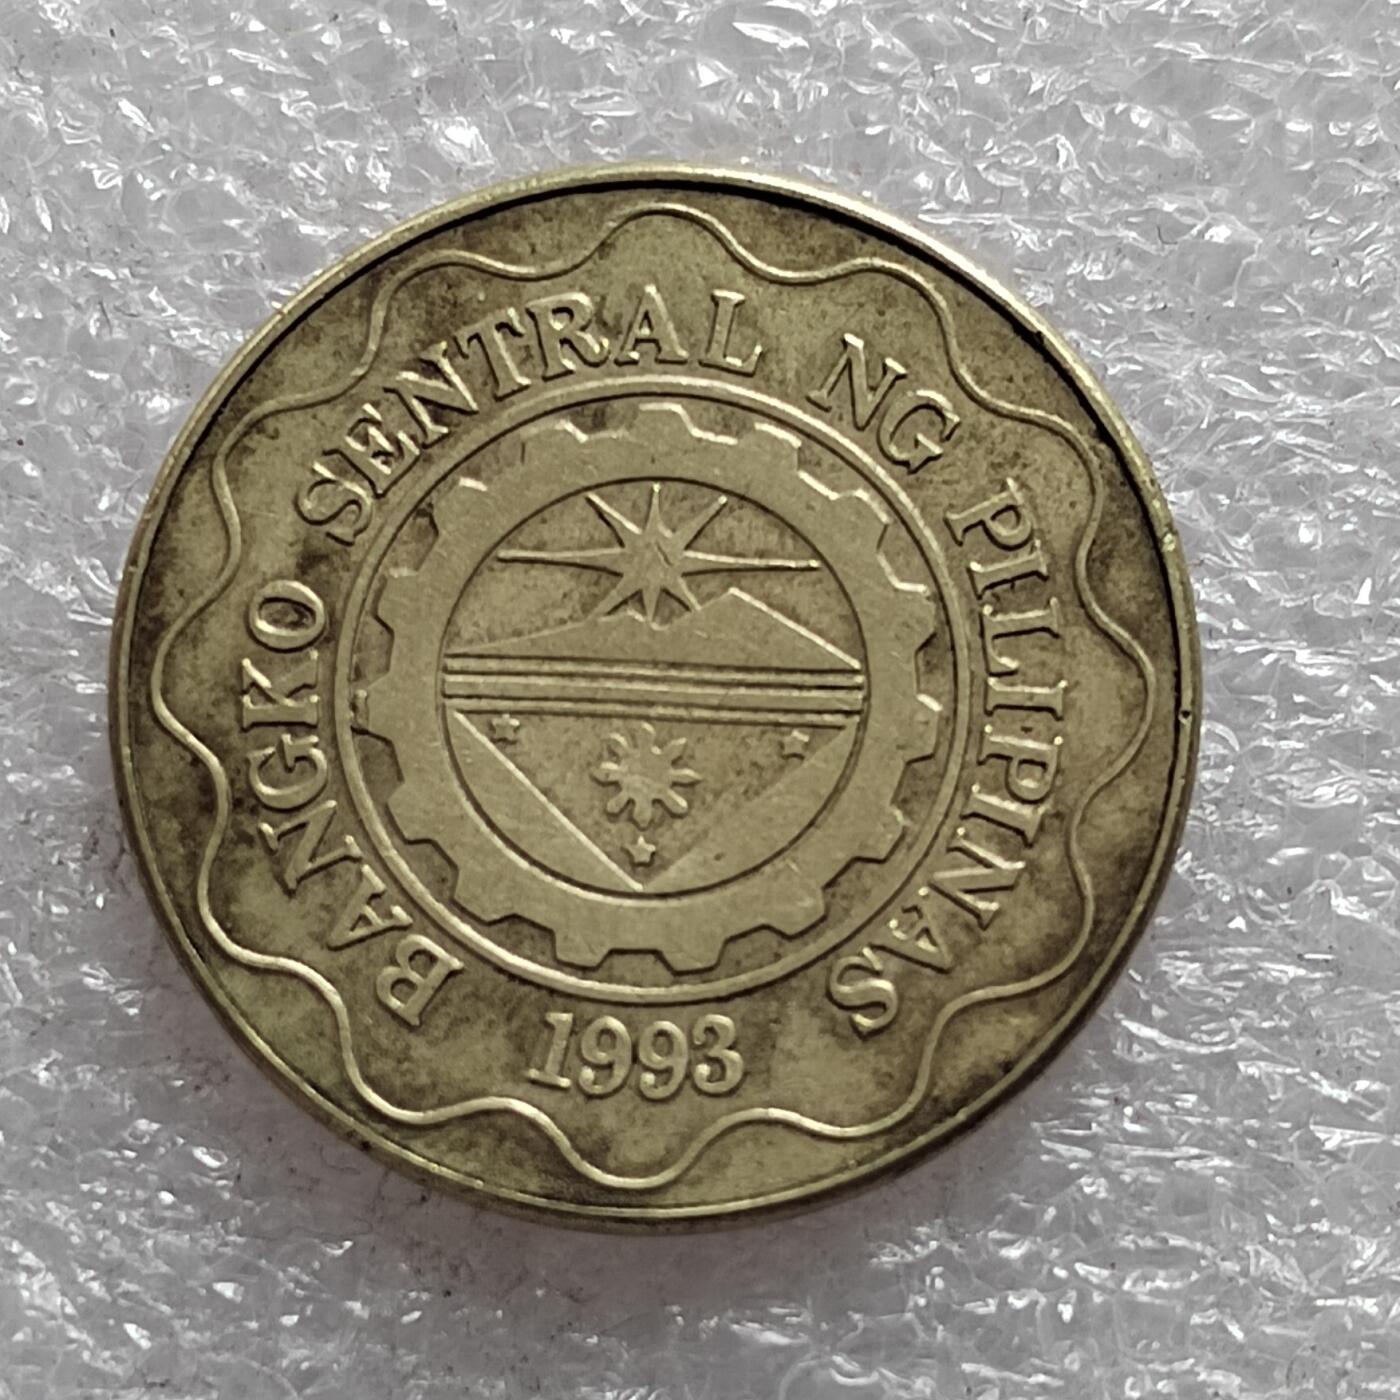 BANGKO SENTRAL NG PILIPINAS
1993